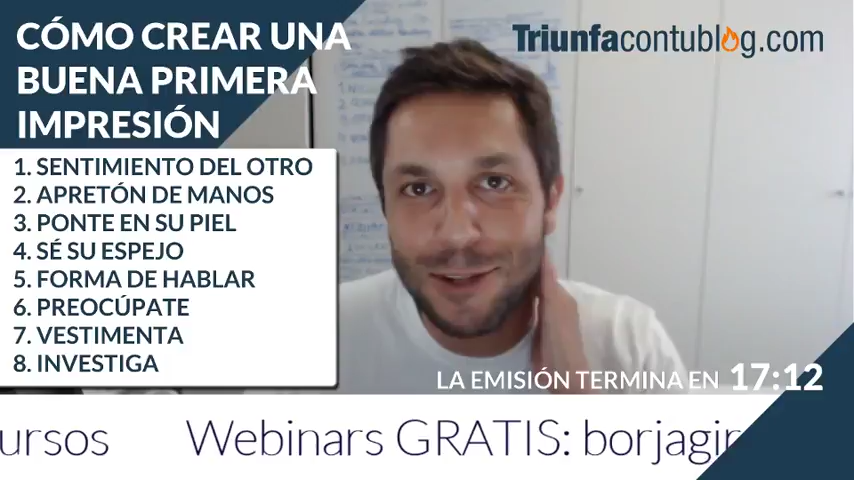 CÓMO CREAR UNA
BUENA PRIMERA
IMPRESIÓN
Triunfacontublog.com
1. SENTIMIENTO DEL OTRO
2. APRETÓN DE MANOS
3. PONTE EN SU PIEL
4. SÉ SU ESPEJO
5. FORMA DE HABLAR
6. PREOCÚPATE
7. VESTIMENTA
8. INVESTIGA
LA EMISIÓN TERMINA EN 17:12
ursos Webinars GRATIS: borjagir